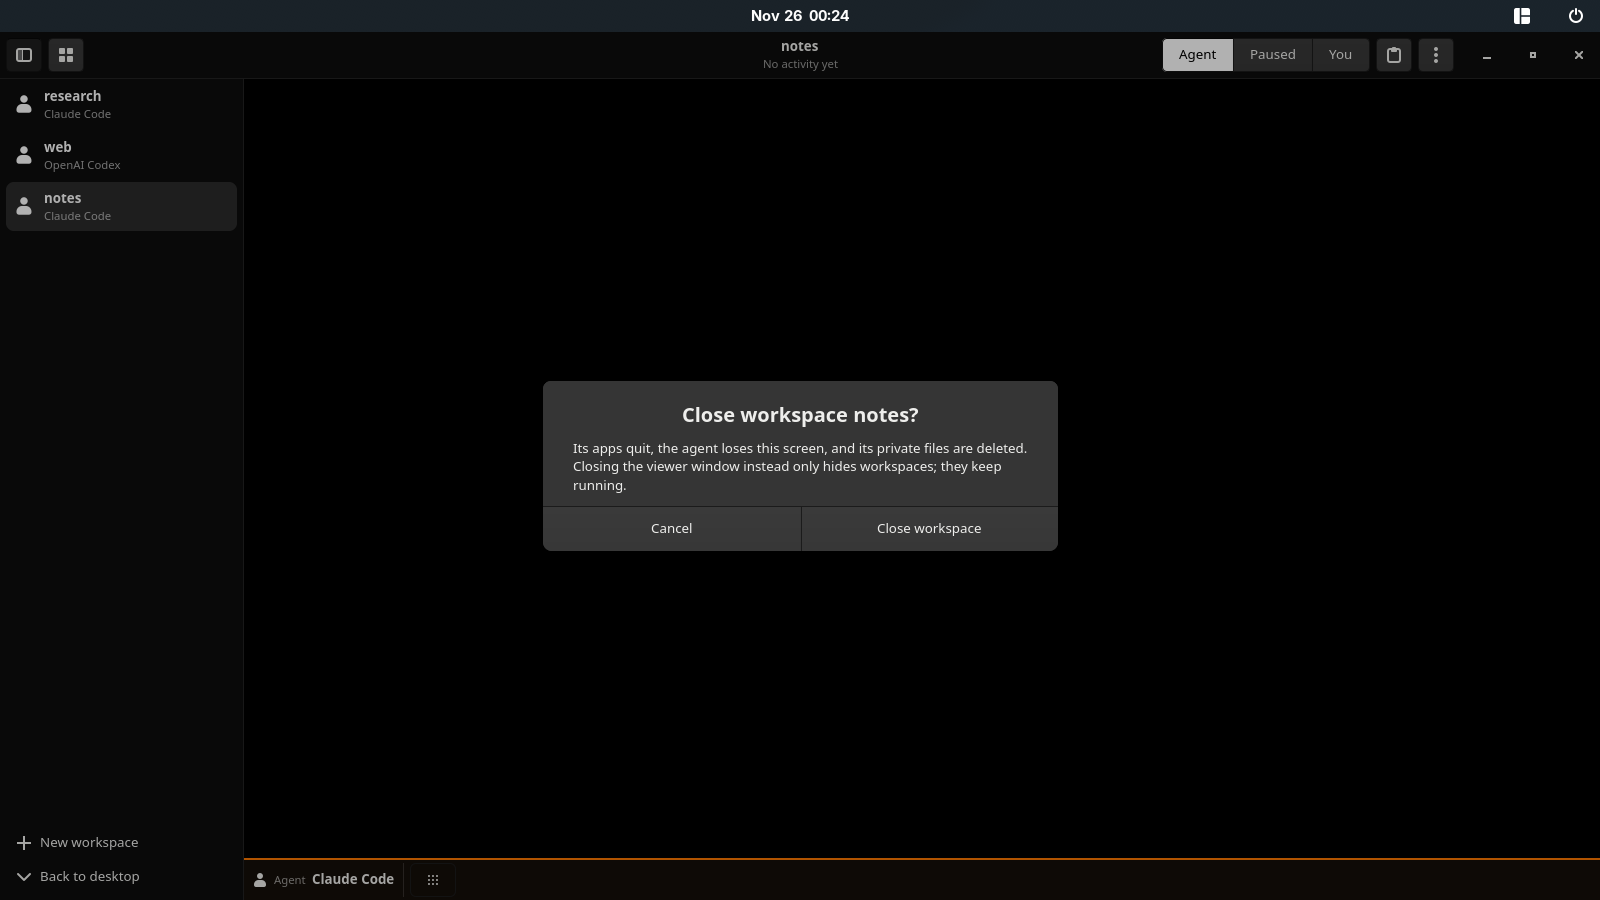 Nov 26 00:24
notes
No activity yet
Agent
Paused
You
research
Claude Code
web
OpenAI Codex
notes
Claude Code
Close workspace notes?
Its apps quit, the agent loses this screen, and its private files are deleted.
Closing the viewer window instead only hides workspaces; they keep
running.
Cancel
Close workspace
New workspace
Back to desktop
Agent Claude Code